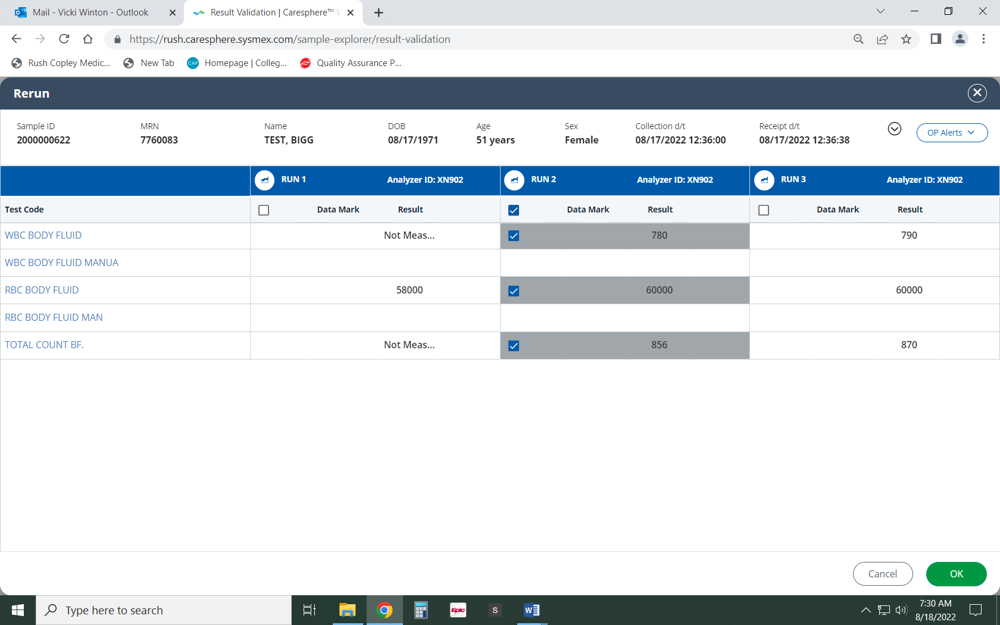 Mail - Vicki Winton - Outlook
Result Validation | Caresphere™ W
https://rush.caresphere.sysmex.com/sample-explorer/result-validation
Rush Copley Medic... New Tab CAP Homepage | Colleg... Quality Assurance P...
Rerun
Sample ID MRN Name DOB Age Sex Collection d/t Receipt d/t
2000000622 7760083 TEST, BIGG 08/17/1971 51 years Female 08/17/2022 12:36:00 08/17/2022 12:36:38
OP Alerts
RUN 1 Analyzer ID: XN902 RUN 2 Analyzer ID: XN902 RUN 3 Analyzer ID: XN902
Test Code Data Mark Result Data Mark Result Data Mark Result
WBC BODY FLUID Not Meas... 780 790
WBC BODY FLUID MANUA
RBC BODY FLUID 58000 60000 60000
RBC BODY FLUID MAN
TOTAL COUNT BF. Not Meas... 856 870
Cancel OK
Type here to search
Epic
S
W
7:30 AM
8/18/2022